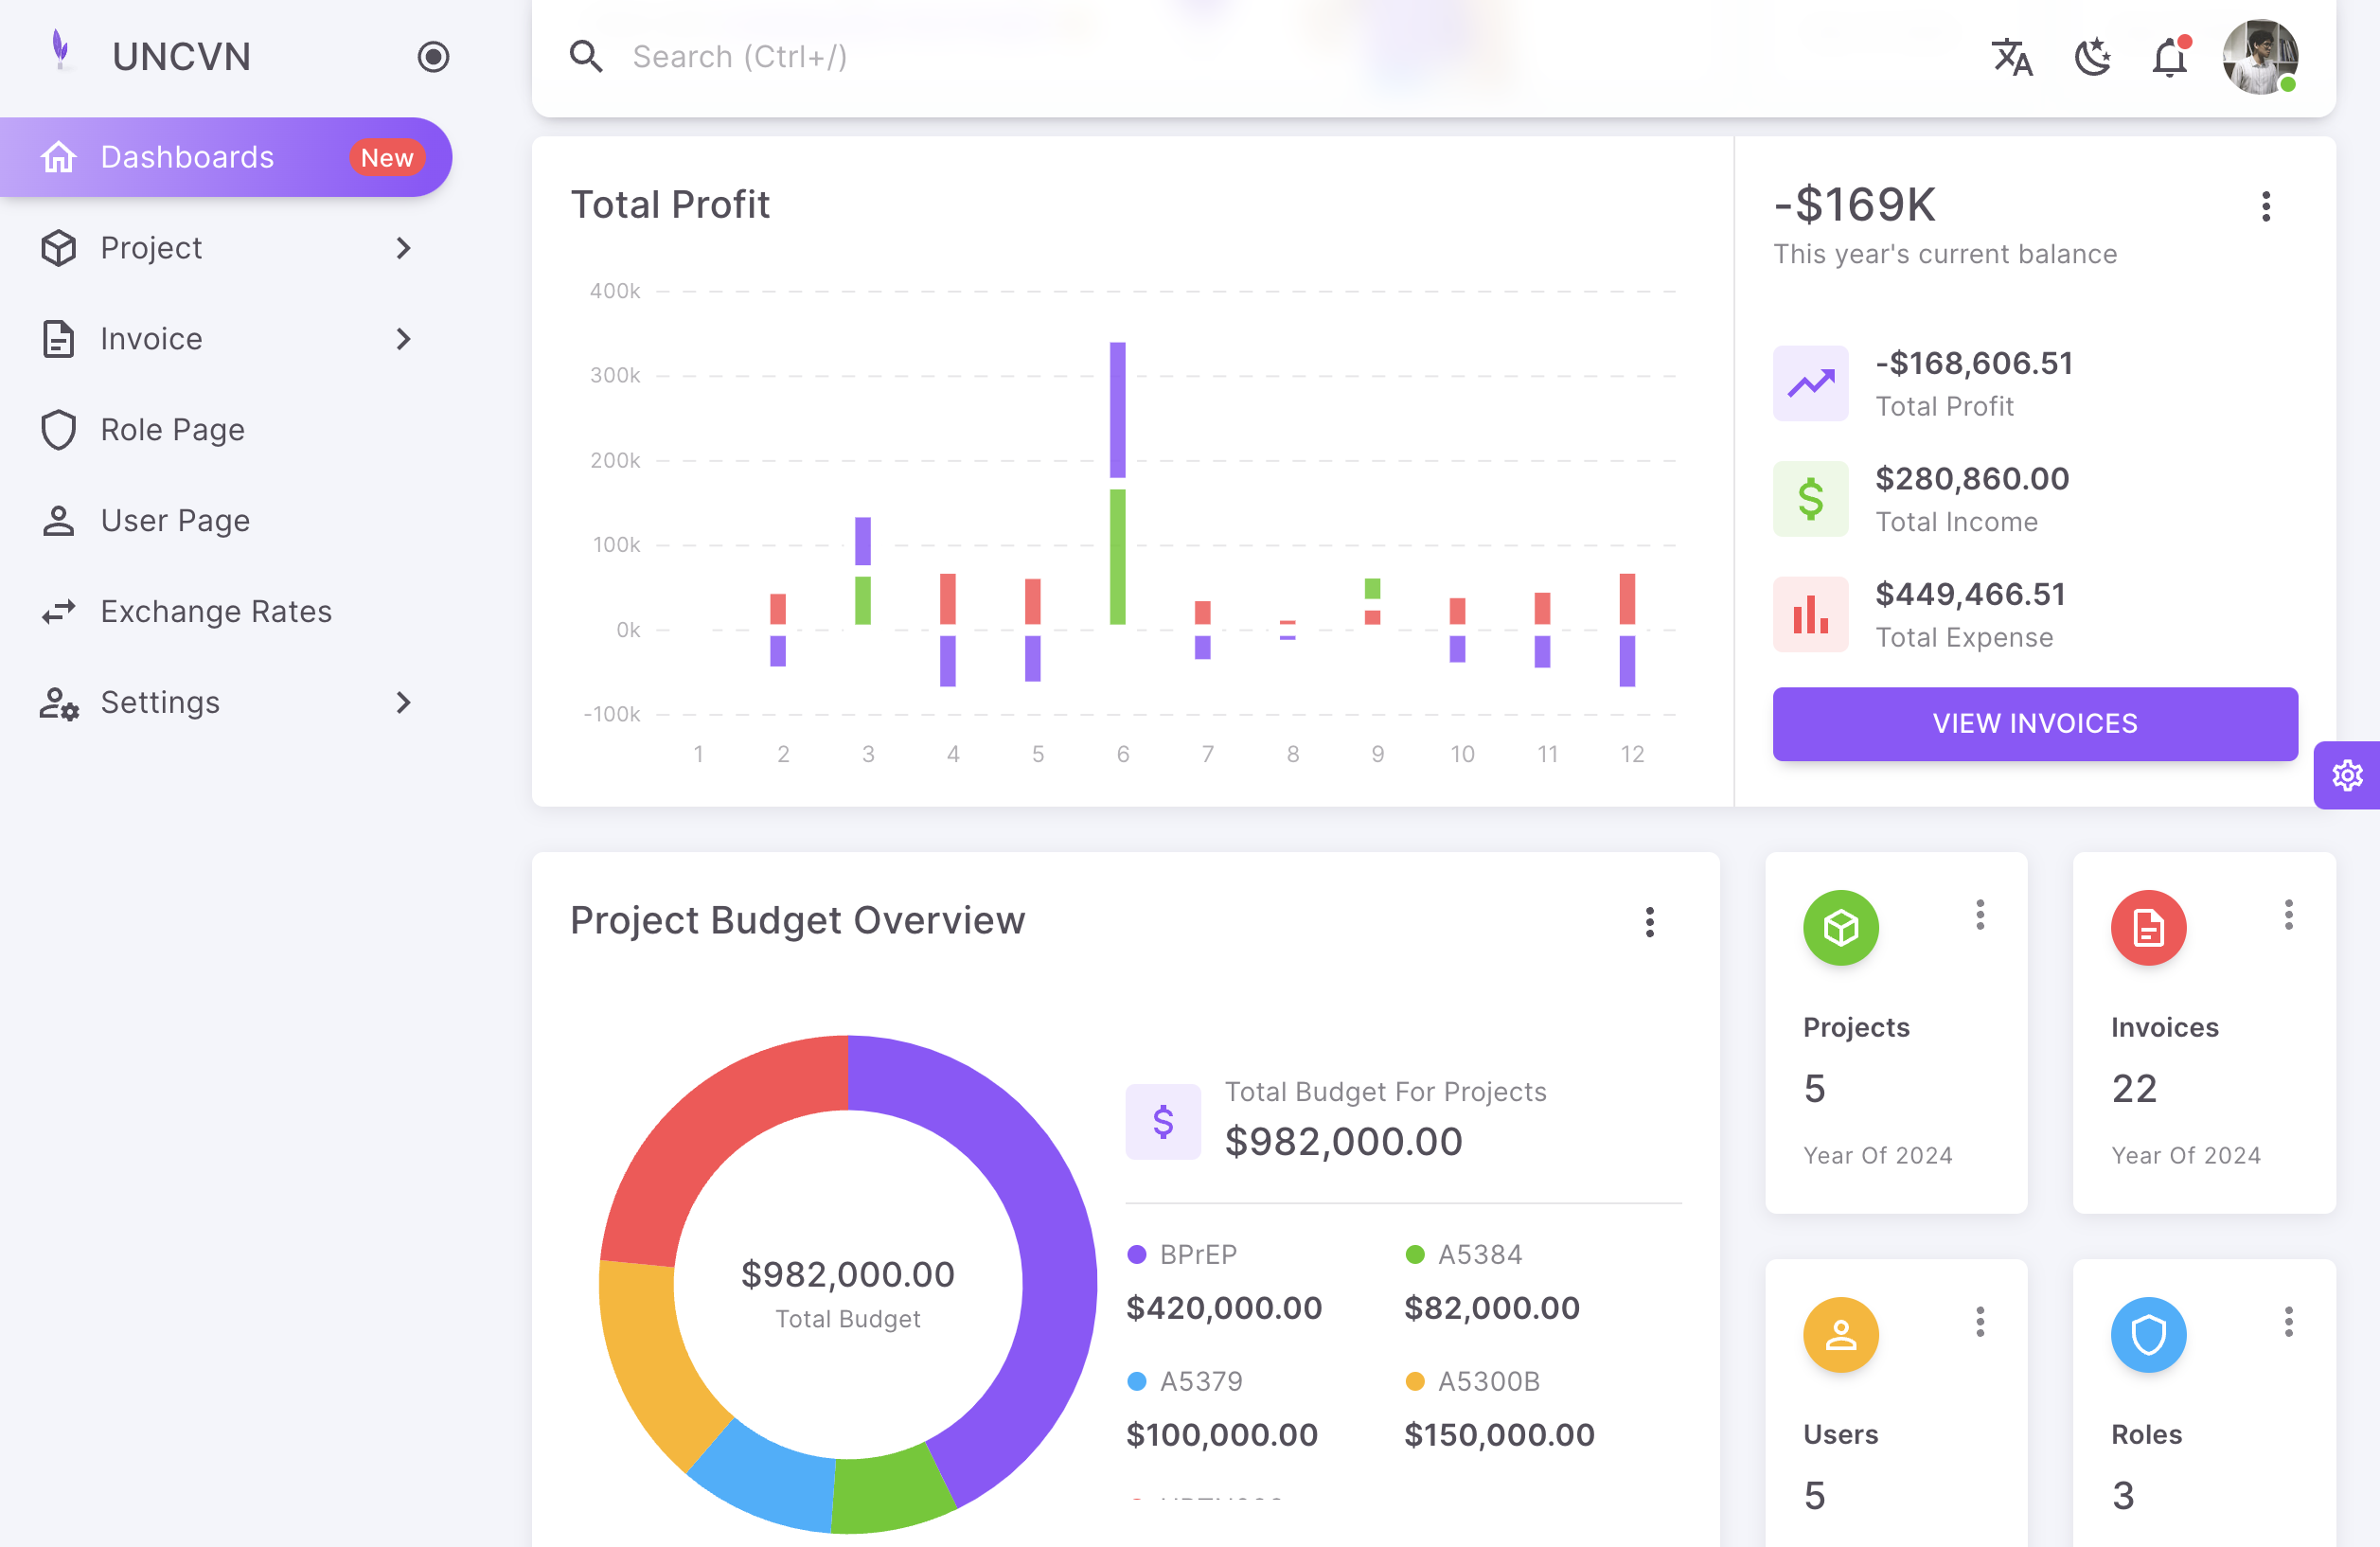 UNCVN
Search (Ctrl+/)
Dashboards
New
Project
Invoice
Role Page
User Page
Exchange Rates
Settings
Total Profit
400k
300k
200k
100k
0k
-100k
1 2 3 4 5 6 7 8 9 10 11 12
-$169K
This year's current balance
-$168,606.51
Total Profit
$280,860.00
Total Income
$449,466.51
Total Expense
VIEW INVOICES
Project Budget Overview
$982,000.00
Total Budget
Total Budget For Projects
$982,000.00
BPrEP
$420,000.00
A5384
$82,000.00
A5379
$100,000.00
A5300B
$150,000.00
Projects
5
Year Of 2024
Invoices
22
Year Of 2024
Users
5
Roles
3